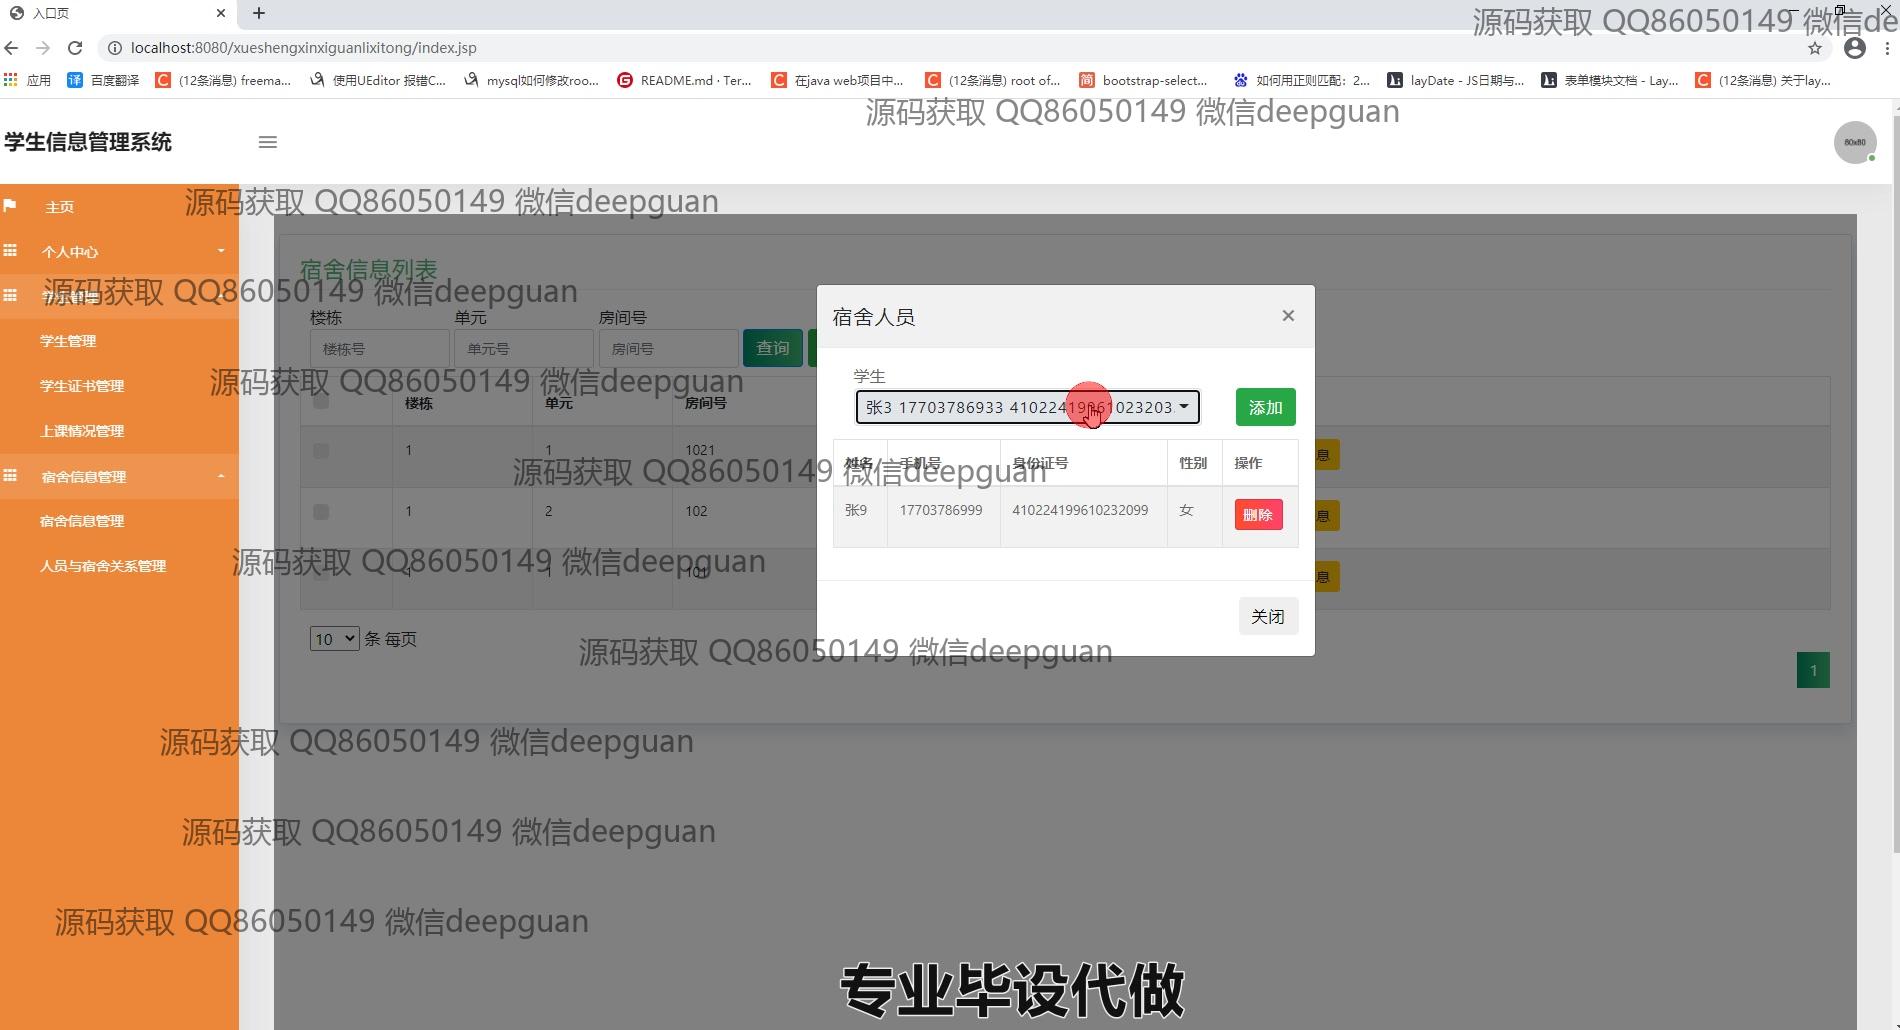 入口页
源码获取 QQ86050149 微信de
localhost:8080/xueshengxinxiguanlixitong/index.jsp
应用 百度翻译 (12条消息) freema... 使用UEditor 报错C... mysql如何修改roo... README.md · Ter... 在java web项目中... (12条消息) root of... bootstrap-select... 如何用正则匹配: 2... layDate - JS日期与... 表单模块文档 - Lay... (12条消息) 关于lay...
源码获取 QQ86050149 微信deepguan
学生信息管理系统
80x80
主页
源码获取 QQ86050149 微信deepguan
个人中心
宿舍信息列表
源码获取 QQ86050149 微信deepguan
楼栋 单元 房间号
宿舍人员 ×
学生管理
楼栋号 单元号 房间号 查询
学生
学生证书管理
源码获取 QQ86050149 微信deepguan
楼栋 单元 房间号
张3 17703786933 41022419961023203 添加
上课情况管理
1 1 1021 息
姓名 手机号 身份证号 性别 操作
宿舍信息管理
源码获取 QQ86050149 微信deepguan
1 2 102 息
张9 17703786999 410224199610232099 女 删除
宿舍信息管理
人员与宿舍关系管理
源码获取 QQ86050149 微信deepguan
1 1 101 息
关闭
10 条 每页
源码获取 QQ86050149 微信deepguan
1
源码获取 QQ86050149 微信deepguan
源码获取 QQ86050149 微信deepguan
源码获取 QQ86050149 微信deepguan
专业毕设代做